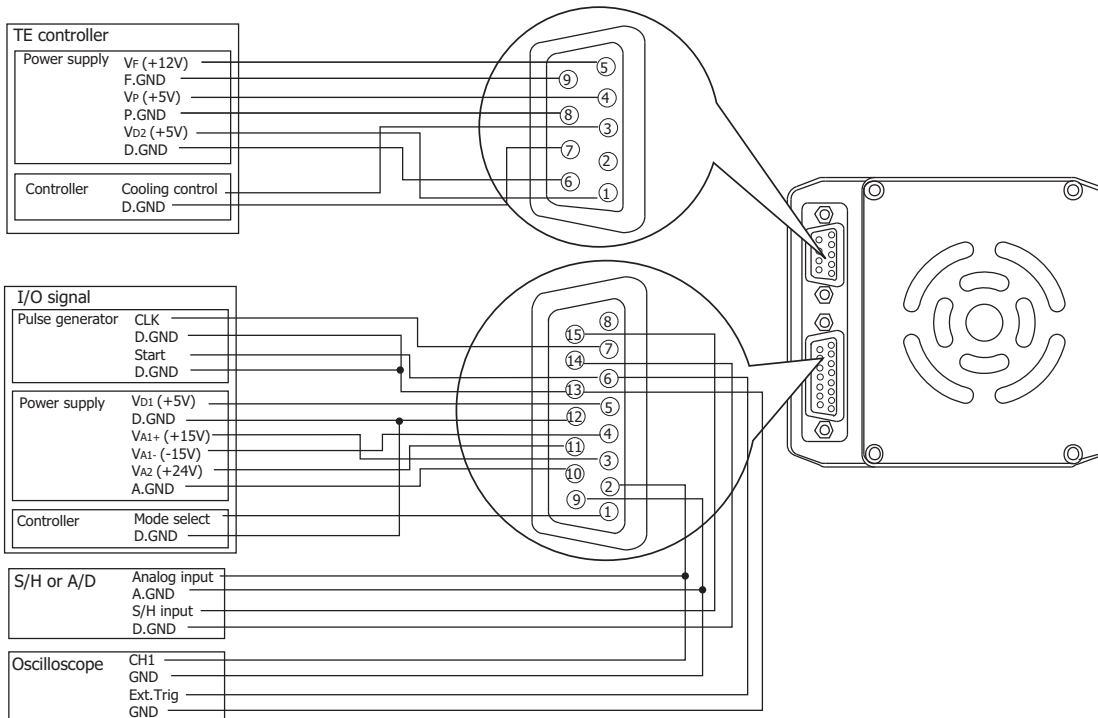 TE controller
Power supply
VF (+12V)
F.GND
VP (+5V)
P.GND
VD2 (+5V)
D.GND
Controller
Cooling control
D.GND
5
9
4
8
3
7
2
6
1
I/O signal
Pulse generator
CLK
D.GND
Start
D.GND
Power supply
VD1 (+5V)
D.GND
VA1+ (+15V)
VA1- (-15V)
VA2 (+24V)
A.GND
Controller
Mode select
D.GND
8
15
7
14
6
13
5
12
4
11
3
10
2
9
1
S/H or A/D
Analog input
A.GND
S/H input
D.GND
Oscilloscope
CH1
GND
Ext.Trig
GND